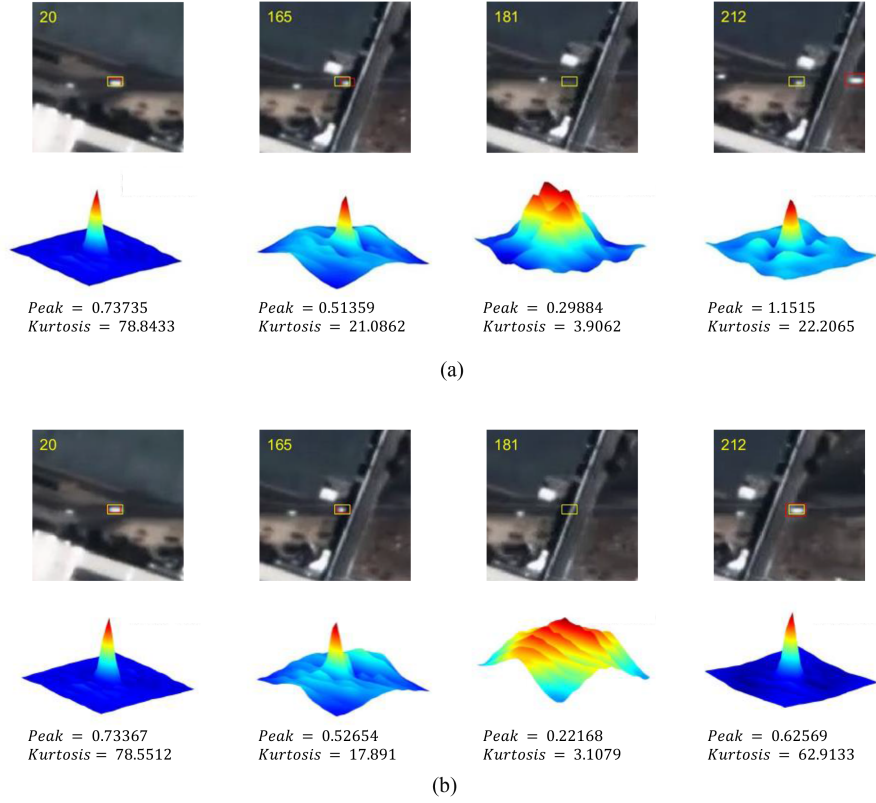 20 165 181 212
Peak = 0.73735 Peak = 0.51359 Peak = 0.29884 Peak = 1.1515
Kurtosis = 78.8433 Kurtosis = 21.0862 Kurtosis = 3.9062 Kurtosis = 22.2065
(a)
20 165 181 212
Peak = 0.73367 Peak = 0.52654 Peak = 0.22168 Peak = 0.62569
Kurtosis = 78.5512 Kurtosis = 17.891 Kurtosis = 3.1079 Kurtosis = 62.9133
(b)